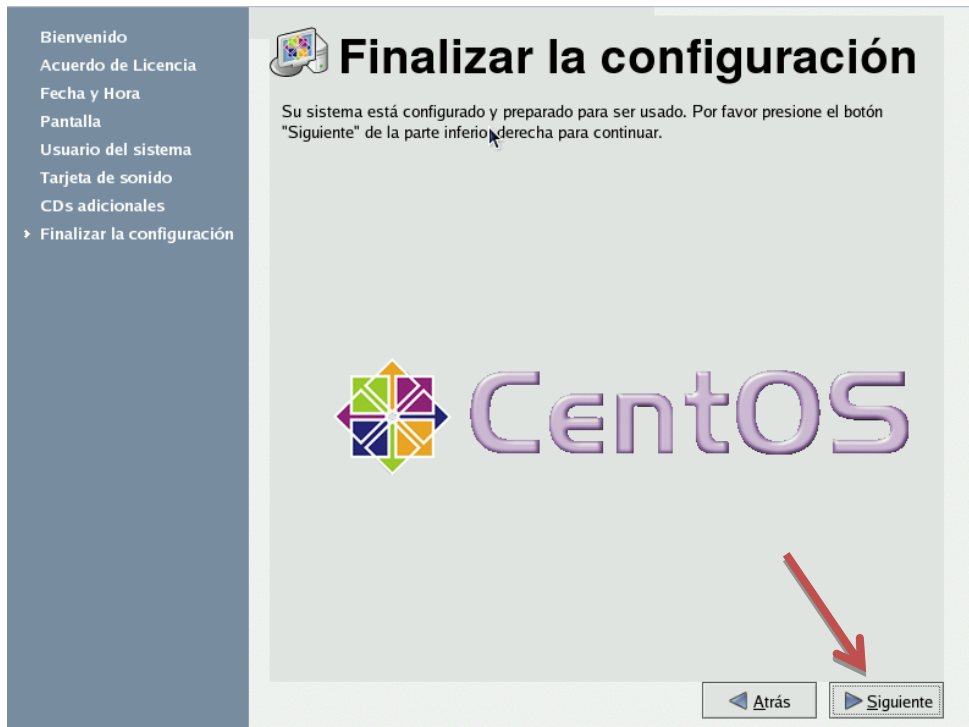 Bienvenido
Acuerdo de Licencia
Fecha y Hora
Pantalla
Usuario del sistema
Tarjeta de sonido
CDs adicionales
Finalizar la configuración
Finalizar la configuración
Su sistema está configurado y preparado para ser usado. Por favor presione el botón
"Siguiente" de la parte inferior derecha para continuar.
CentOS
Atrás
Siguiente